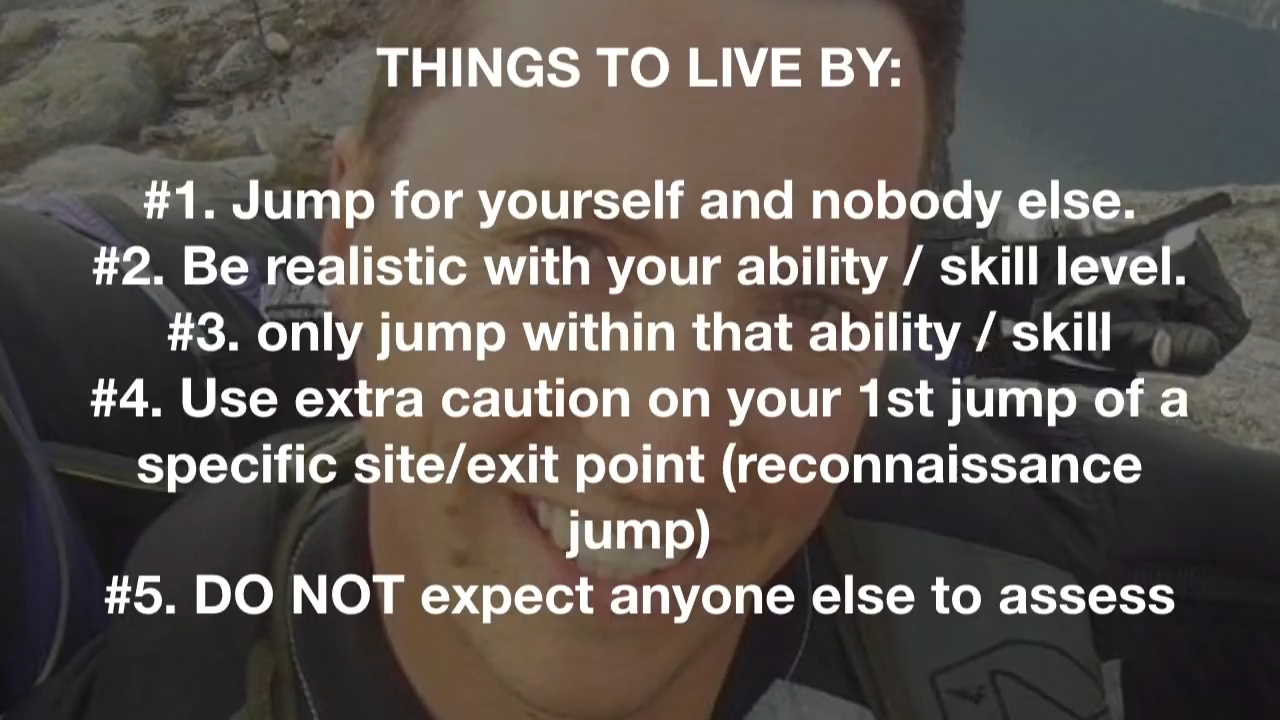 THINGS TO LIVE BY:
#1. Jump for yourself and nobody else.
#2. Be realistic with your ability / skill level.
#3. only jump within that ability / skill
#4. Use extra caution on your 1st jump of a
specific site/exit point (reconnaissance
jump)
#5. DO NOT expect anyone else to assess